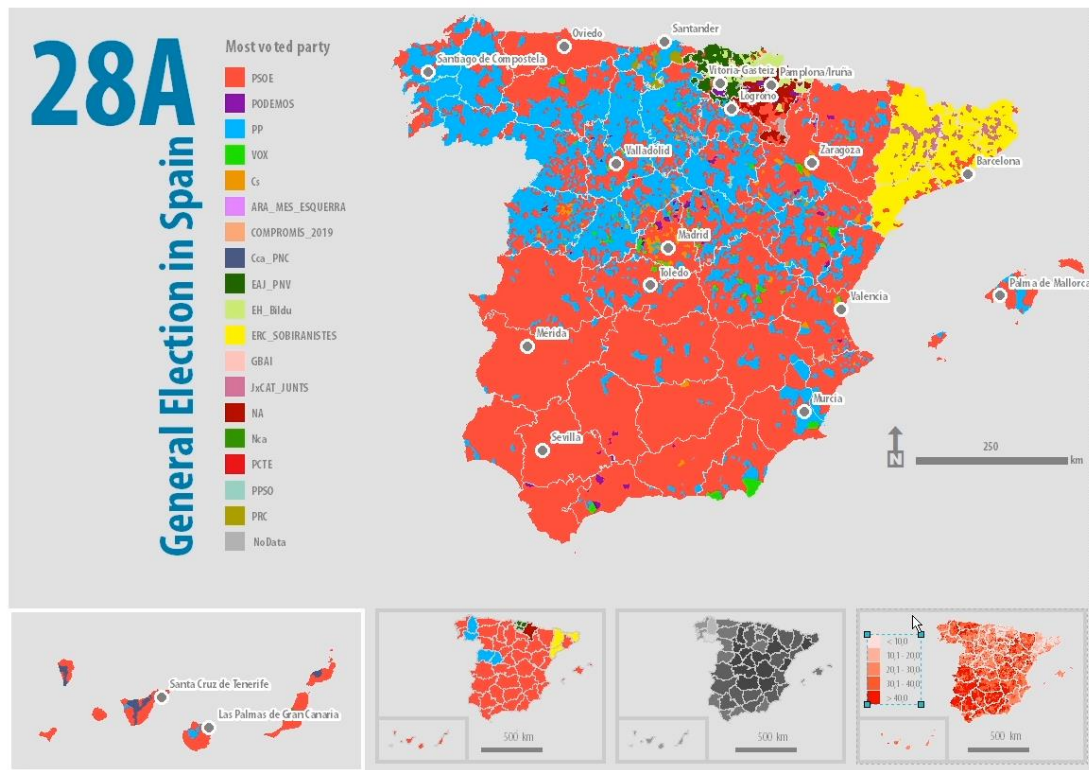 28A
General Election in Spain
Most voted party
PSOE
PODEMOS
PP
VOX
Cs
ARA_MES_ESQUERRA
COMPROMÍS_2019
Cca_PNC
EAJ_PNV
EH_Bildu
ERC_SOBIRANISTES
GBAI
JxCAT_JUNTS
NA
Nca
PCTE
PPSO
PRC
NoData
Oviedo
Santander
Santiago de Compostela
Vitoria-Gasteiz
Pamplona/Iruña
Logroño
Valladolid
Zaragoza
Barcelona
Madrid
Toledo
Palma de Mallorca
Valencia
Merida
Murcia
Sevilla
N
250
km
Santa Cruz de Tenerife
Las Palmas de Gran Canaria
500 km
500 km
< 10,0
10,1 - 20,0
20,1 - 30,0
30,1 - 40,0
> 40,0
500 km